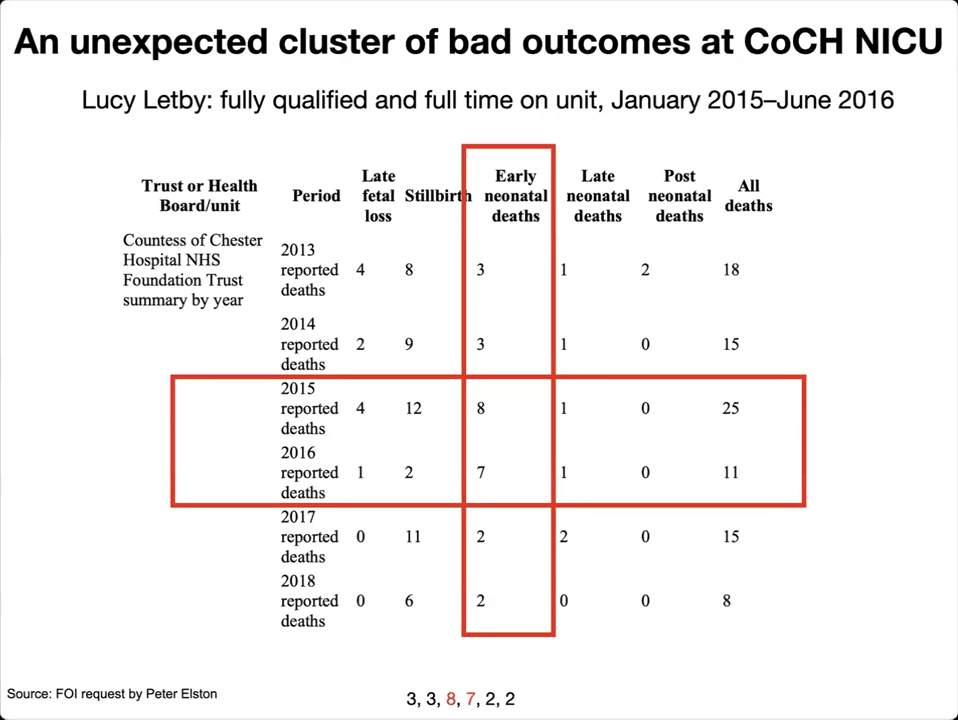 An unexpected cluster of bad outcomes at CoCH NICU
Lucy Letby: fully qualified and full time on unit, January 2015–June 2016
Trust or Health Board/unit Period Late fetal loss Stillbirth Early neonatal deaths Late neonatal deaths Post neonatal deaths All deaths
Countess of Chester
Hospital NHS
Foundation Trust
summary by year
2013 reported deaths 4 8 3 1 2 18
2014 reported deaths 2 9 3 1 0 15
2015 reported deaths 4 12 8 1 0 25
2016 reported deaths 1 2 7 1 0 11
2017 reported deaths 0 11 2 2 0 15
2018 reported deaths 0 6 2 0 0 8
Source: FOI request by Peter Elston
3, 3, 8, 7, 2, 2